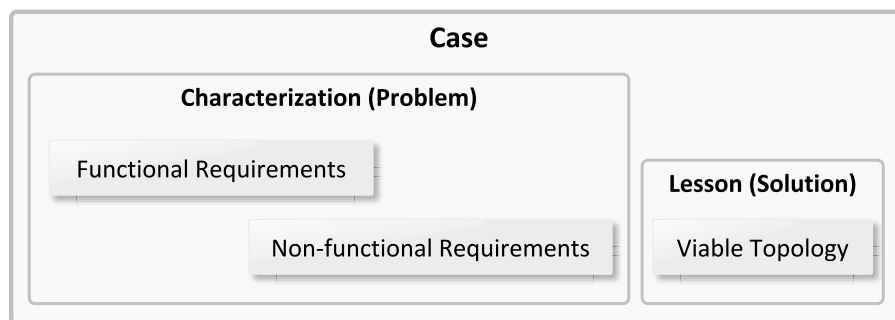 Case
Characterization (Problem)
Functional Requirements
Non-functional Requirements
Lesson (Solution)
Viable Topology